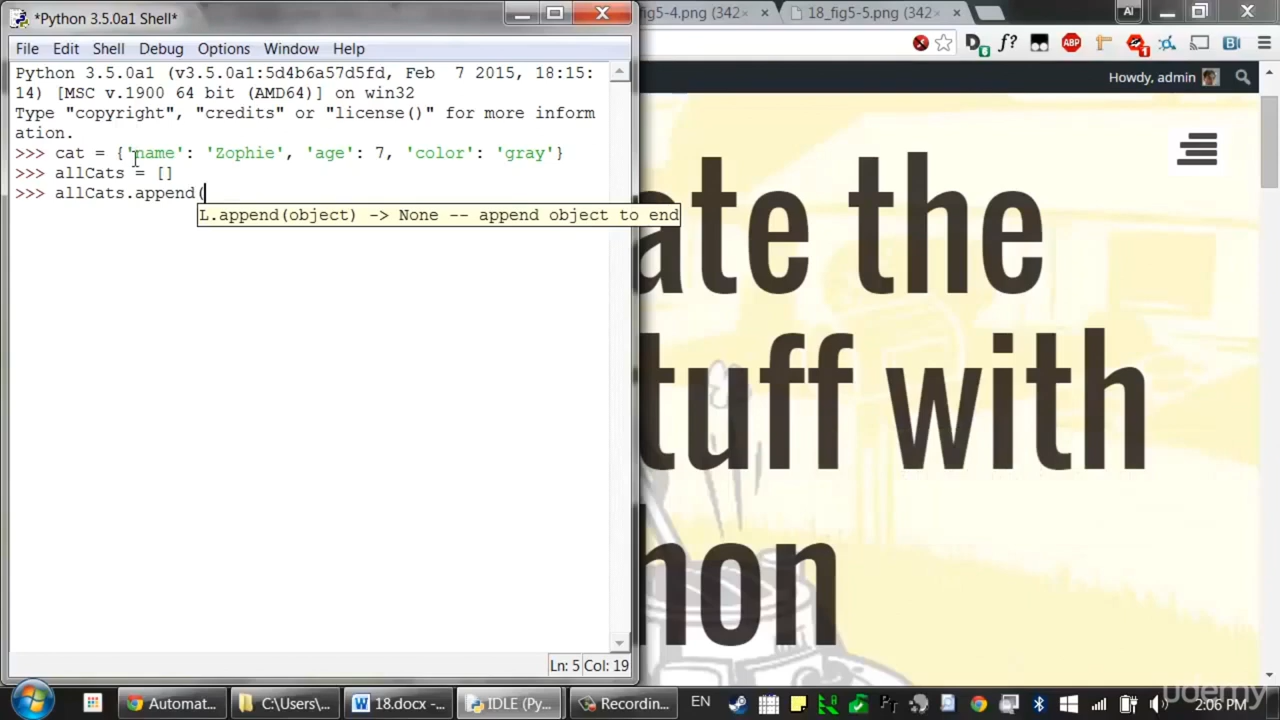 *Python 3.5.0a1 Shell*
File Edit Shell Debug Options Window Help
Python 3.5.0a1 (v3.5.0a1:5d4b6a57d5fd, Feb  7 2015, 18:15:
14) [MSC v.1900 64 bit (AMD64)] on win32
Type "copyright", "credits" or "license()" for more inform
ation.
>>> cat = {'name': 'Zophie', 'age': 7, 'color': 'gray'}
>>> allCats = []
>>> allCats.append(
L.append(object) -> None -- append object to end
Ln: 5 Col: 19
fig5-4.png (342×
18_fig5-5.png (342×
Ai
ABP
Howdy, admin
ate the
tuff with
hon
Automat...
C:\Users\...
18.docx -...
IDLE (Py...
Recordin...
EN
2:06 PM
udemy